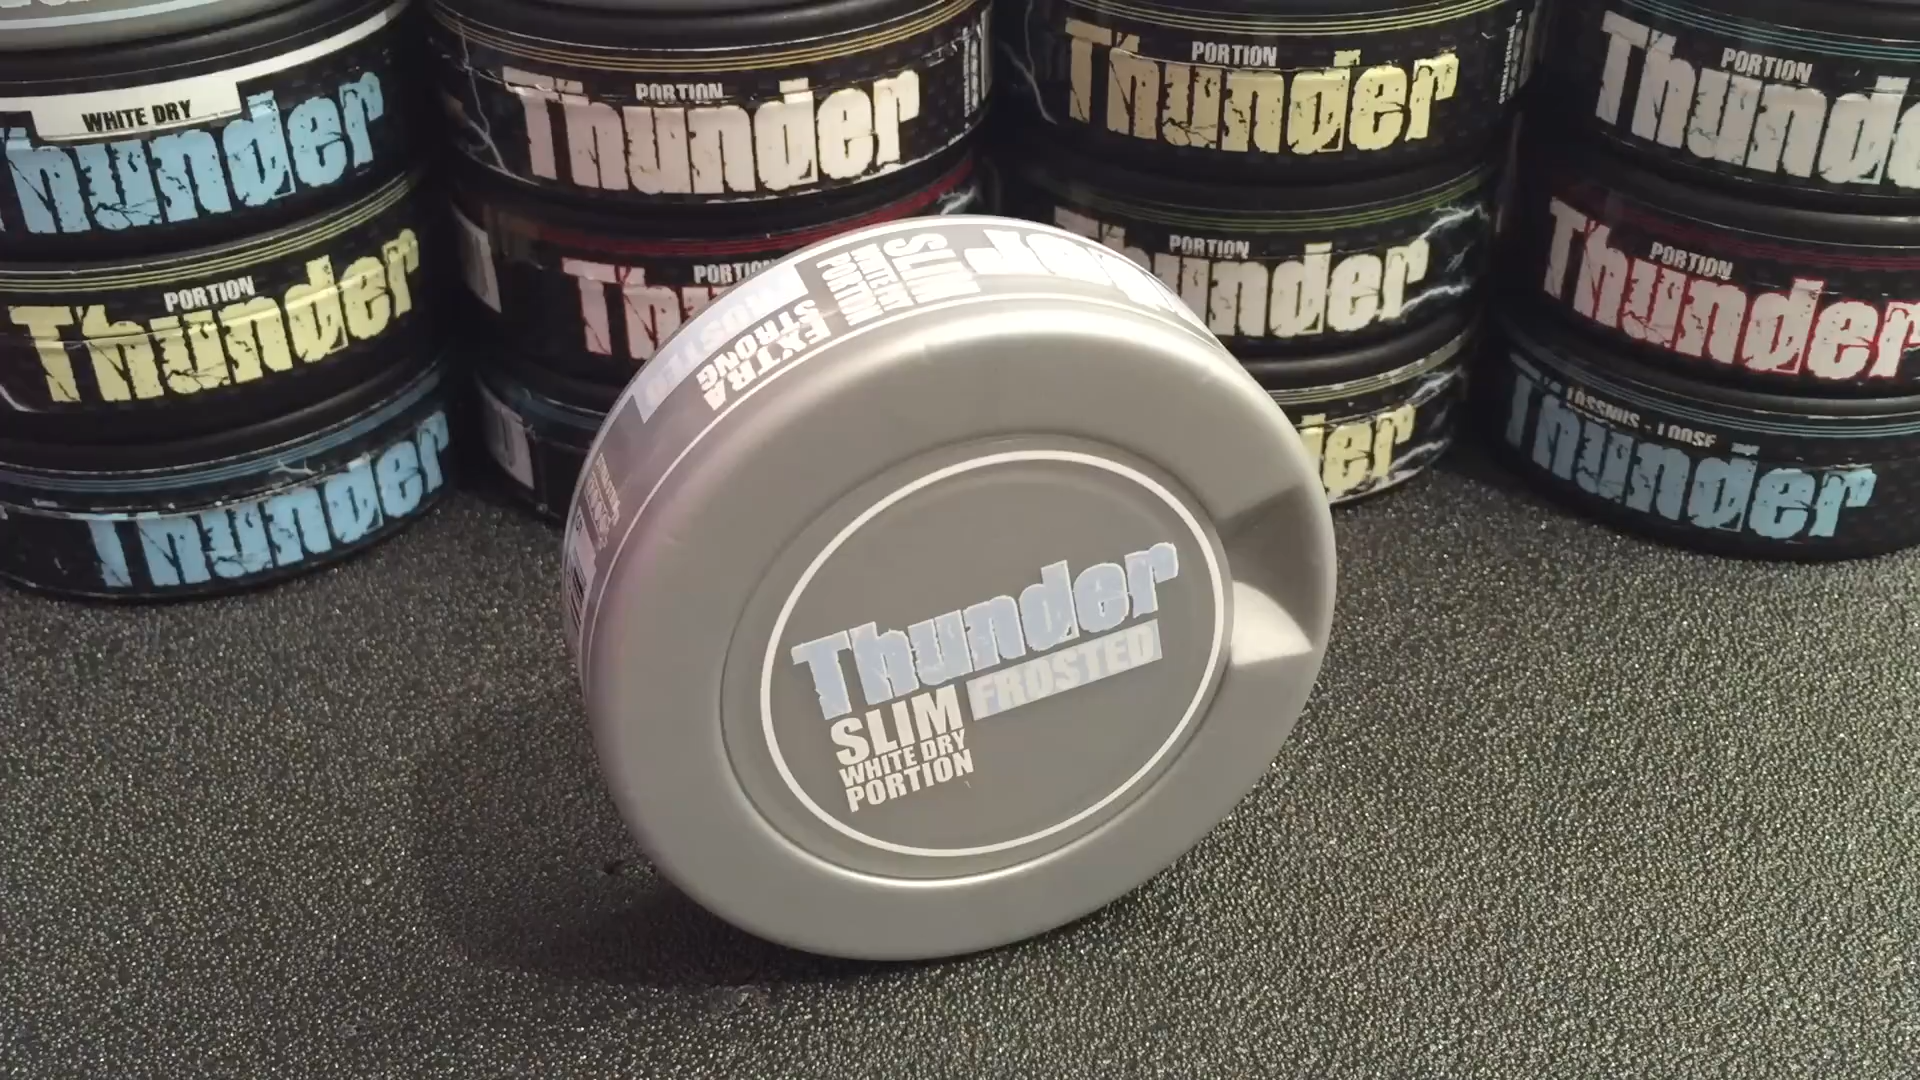 WHITE DRY
Thunder
PORTION
Thunder
Thunder
PORTION
Thunder
PORTION
PORTION
Thunder
PORTION
Thunder
PORTION
Thunder
PORTION
Thunder
LÖSSNUS - LOOSE
Thunder
SLIM
WHITE DRY
PORTION
EXTRA
STRONG
FROSTED
Thunder
FROSTED
SLIM
WHITE DRY
PORTION